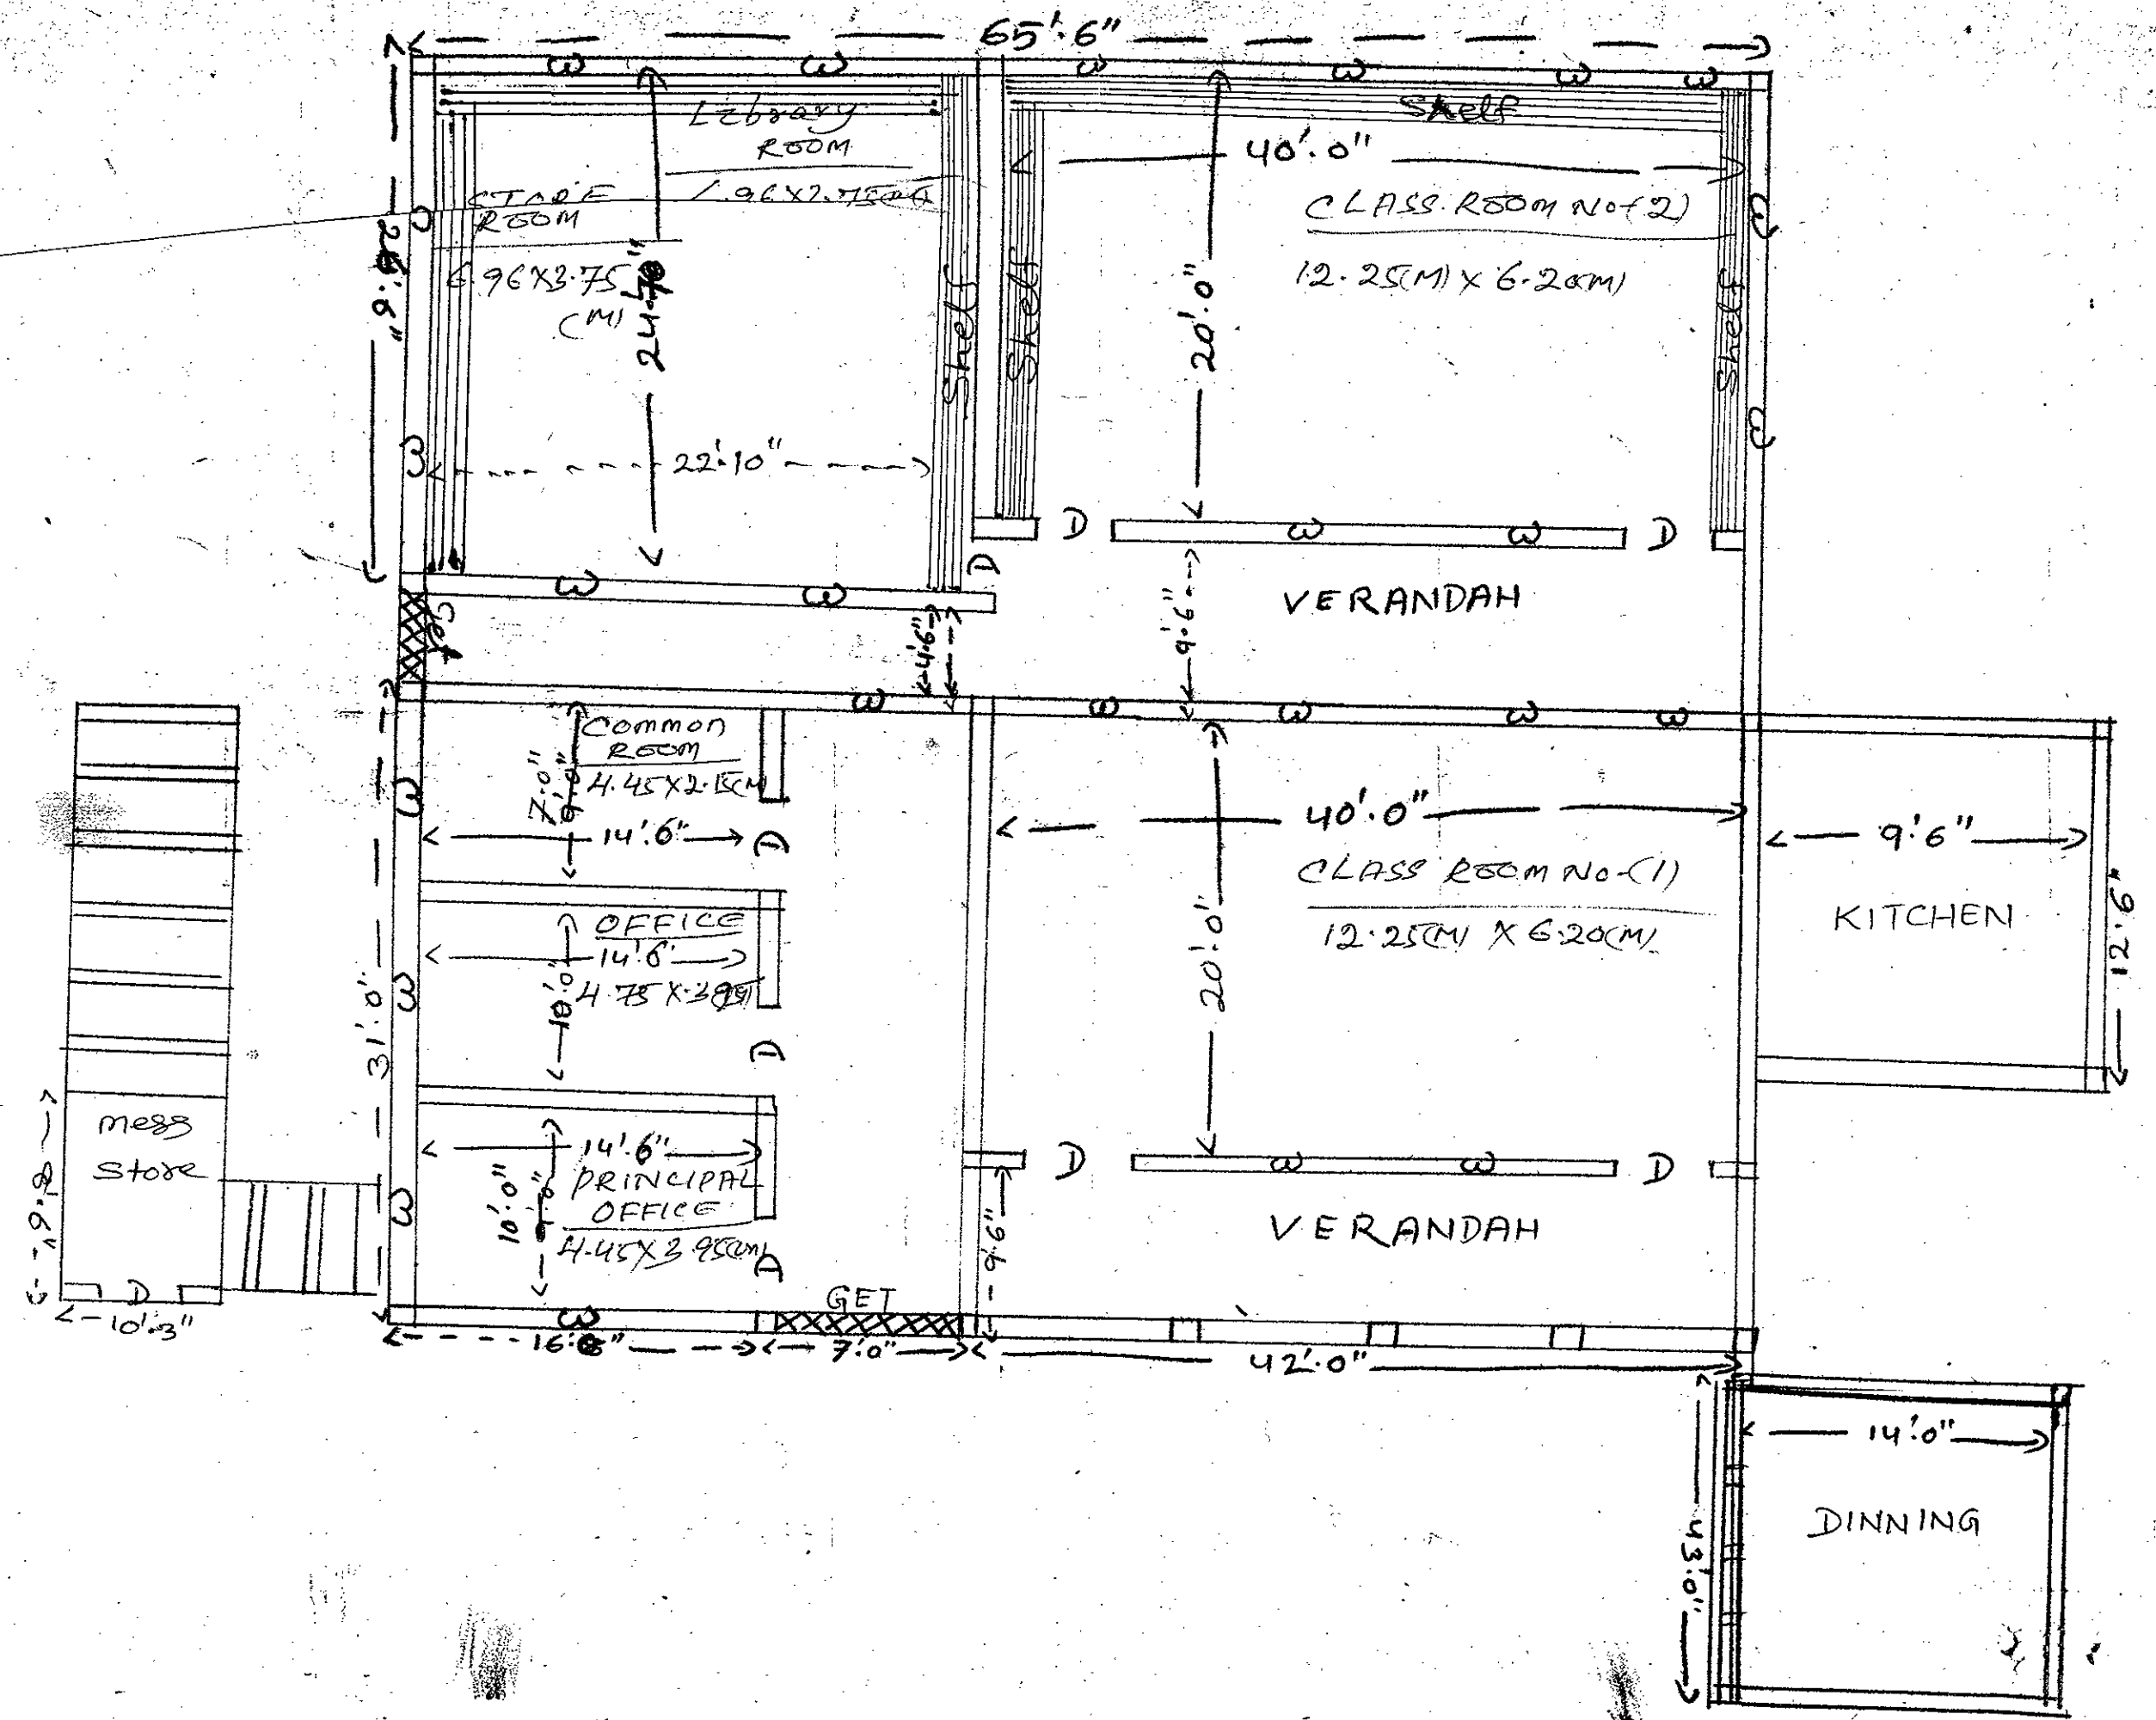 65'.6"
W W W W W W
Library
ROOM
Shelf
40'.0"
STORE
ROOM
CLASS ROOM No-(2)
6.96X3.75
(M)
12.25(M) X 6.20(M)
Shelf
Shelf
Shelf
20'.0"
W
W
W
W
22'.10"
D
W W
D
D
W W
VERANDAH
Get
4'.6"
9'.6"
W W W W W
Common
ROOM
4.45X2.15(M
7'.0"
14'.6"
D
W
40'.0"
9'.6"
CLASS ROOM No-(1)
KITCHEN
12'.6"
OFFICE
14'.6"
10'.0"
12.25(M) X 6.20(M)
20'.0"
31'.0"
W
D
mess
store
14'.6"
PRINCIPAL
OFFICE
4.45X3.95(M)
10'.0"
D
W W
D
W
D
9'.6"
VERANDAH
D
10'.3"
GET
W
7'.0"
42'.0"
14'.0"
DINNING
43'.0"